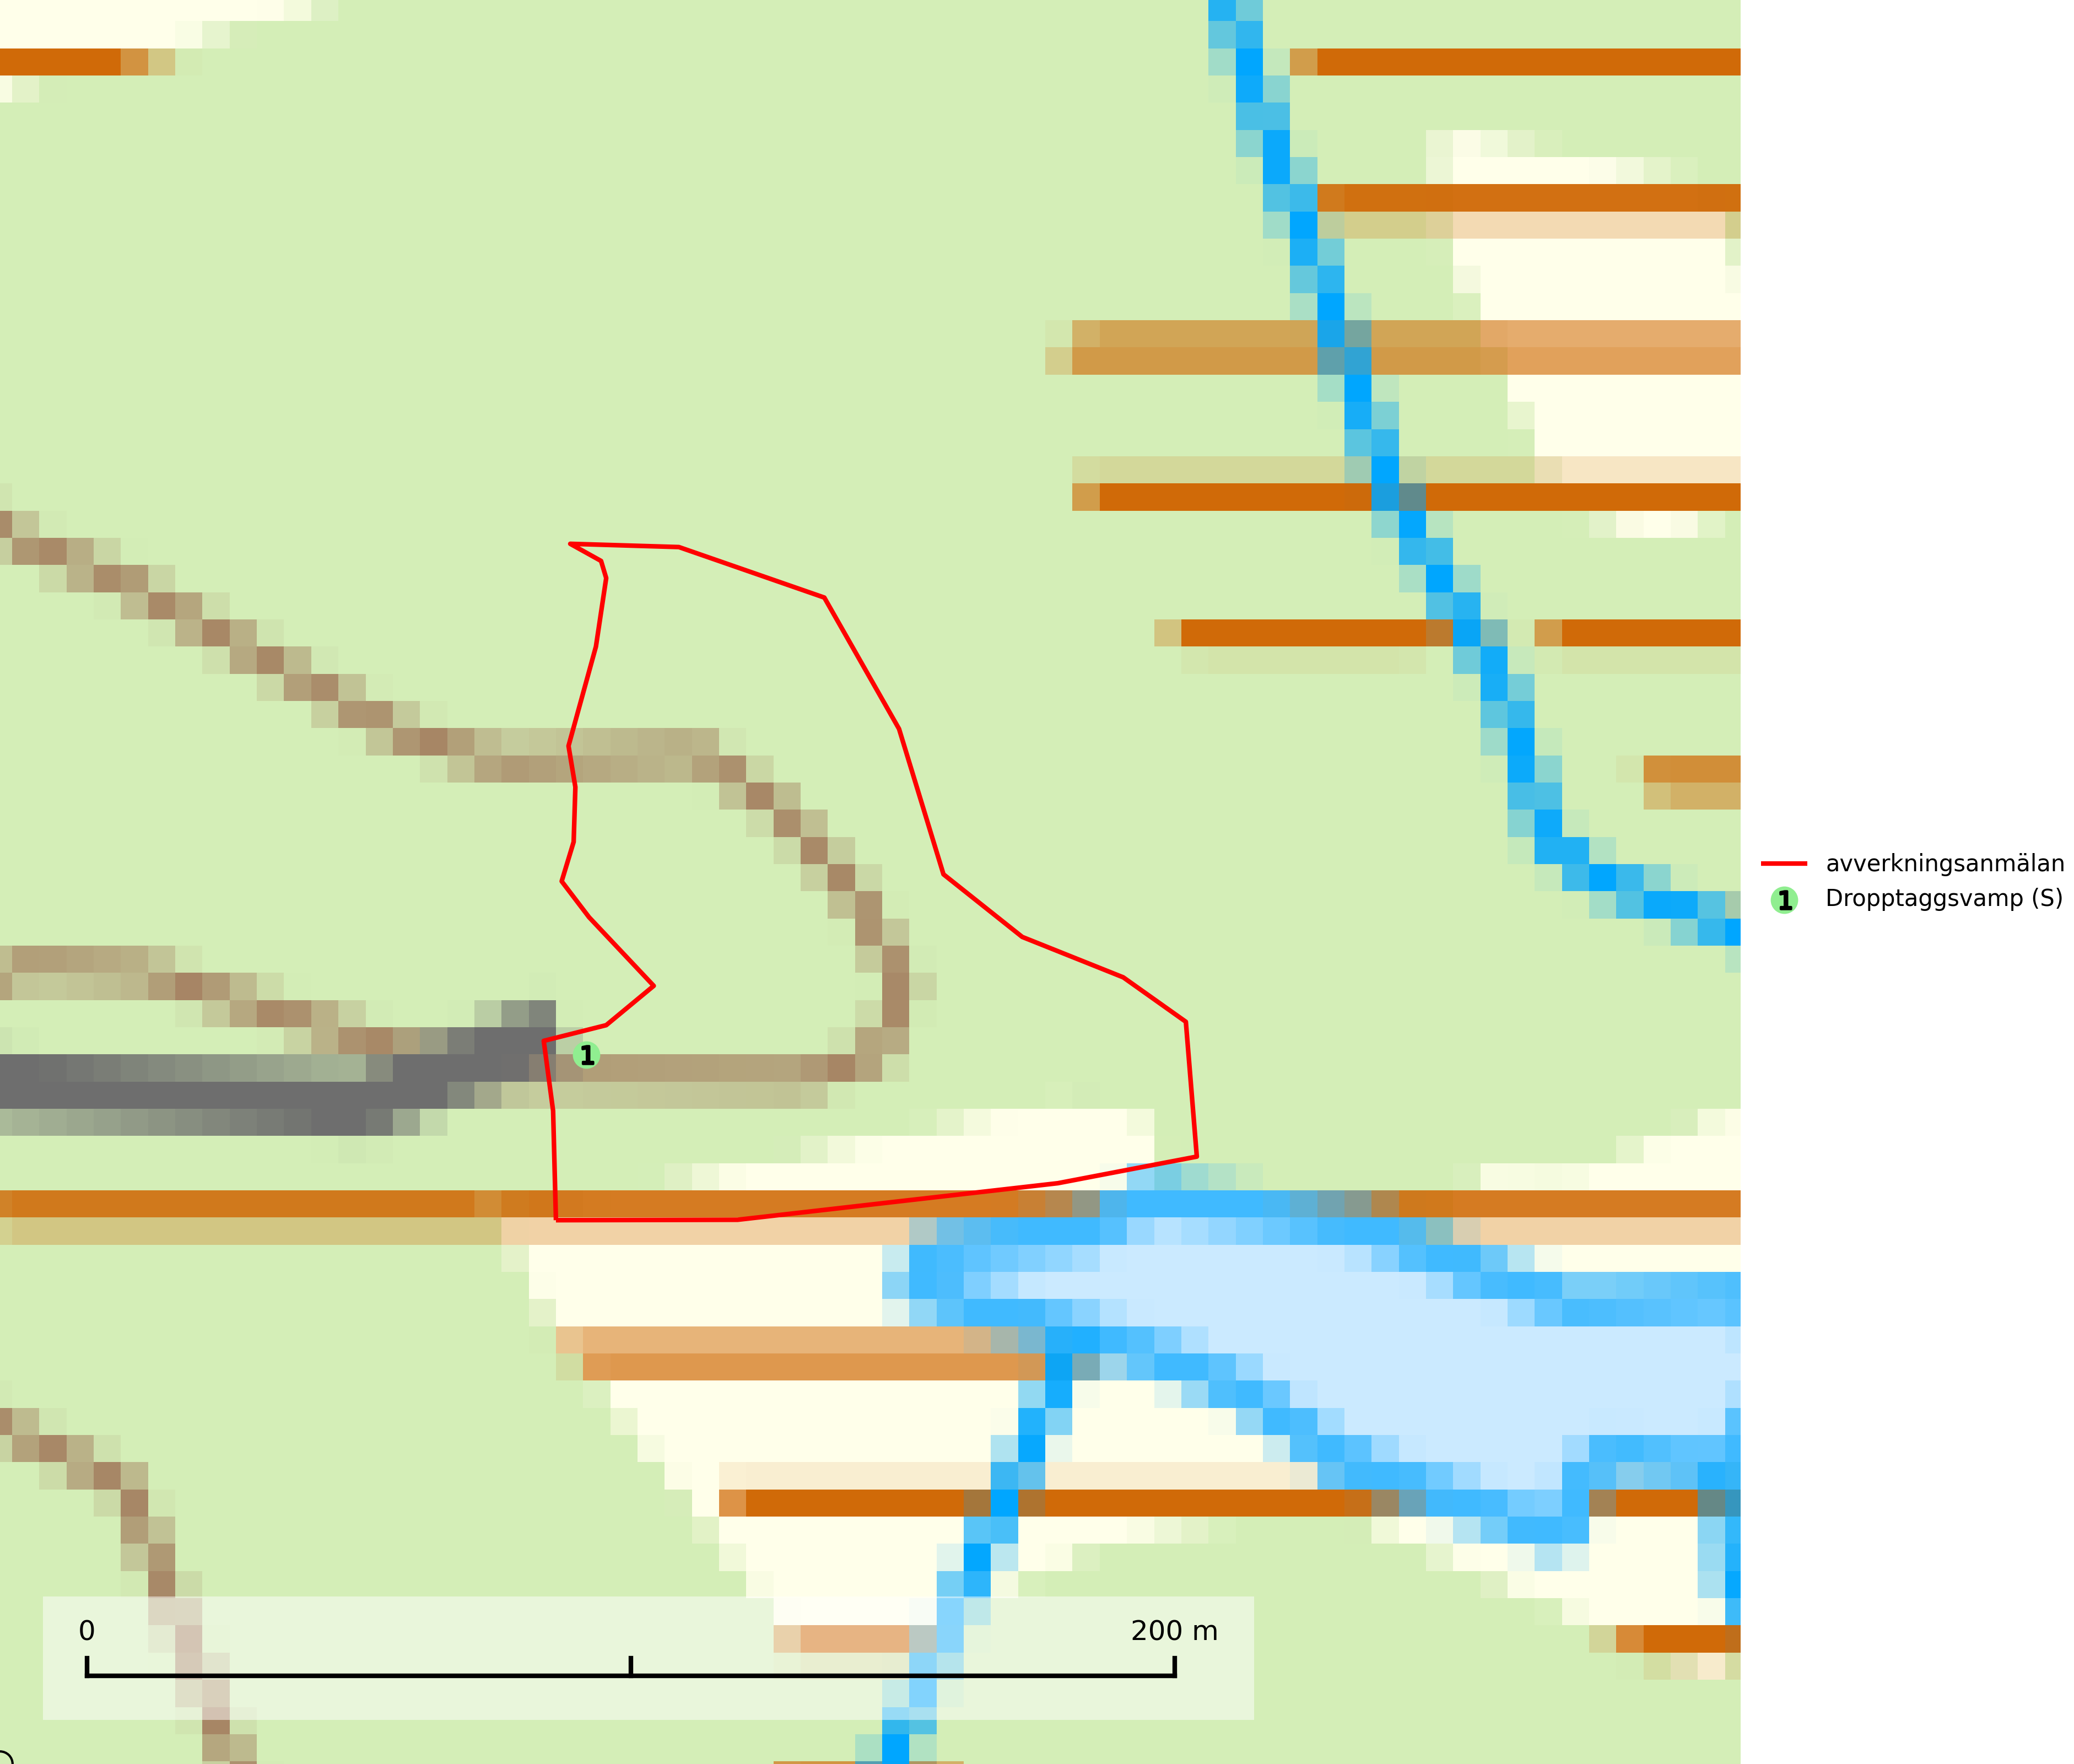 1
avverkningsanmälan
1 Dropptaggsvamp (S)
0 200 m